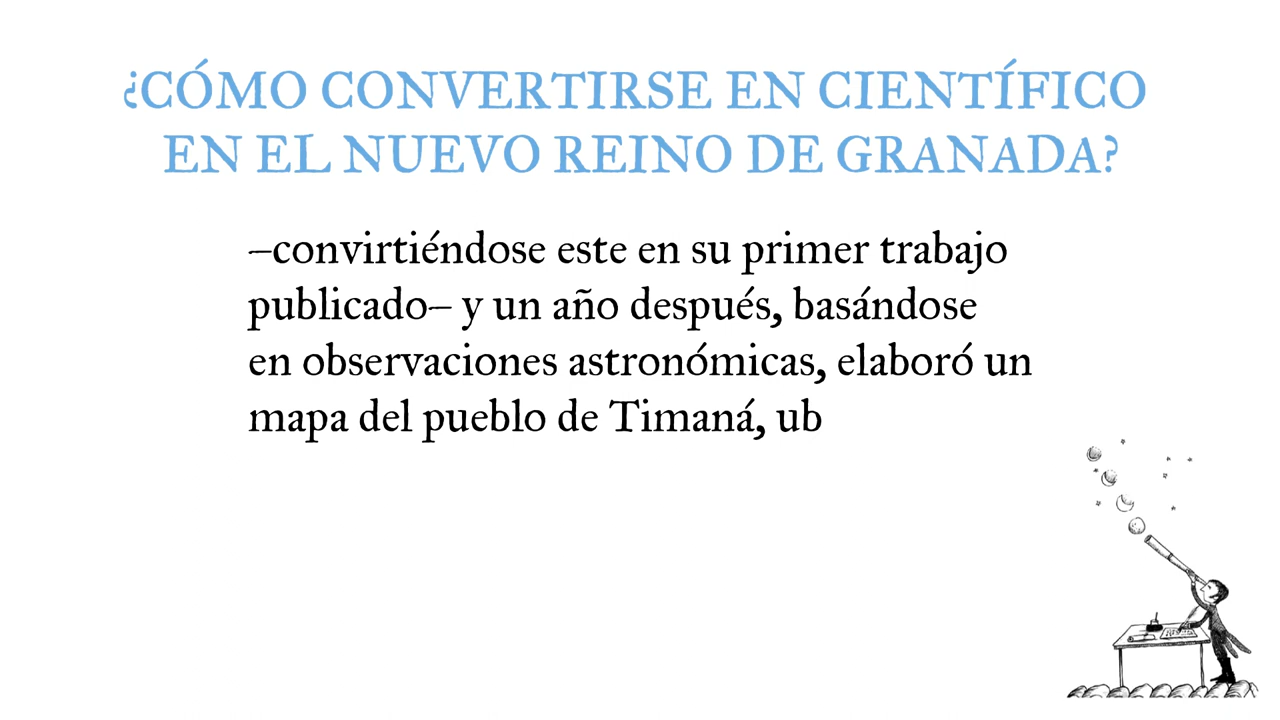 ¿CÓMO CONVERTIRSE EN CIENTÍFICO
EN EL NUEVO REINO DE GRANADA?
–convirtiéndose este en su primer trabajo
publicado– y un año después, basándose
en observaciones astronómicas, elaboró un
mapa del pueblo de Timaná, ub